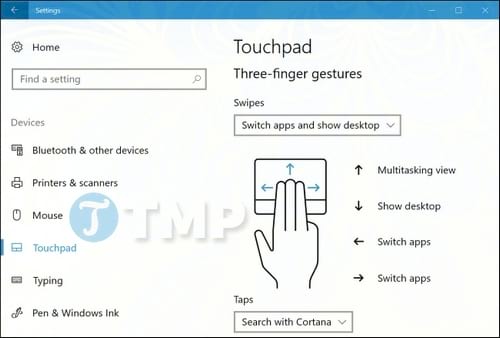 Settings
Home
Find a setting
Devices
Bluetooth & other devices
Printers & scanners
Mouse
Touchpad
Typing
Pen & Windows Ink
Touchpad
Three-finger gestures
Swipes
Switch apps and show desktop
Multitasking view
Show desktop
Switch apps
Switch apps
Taps
Search with Cortana
TMP